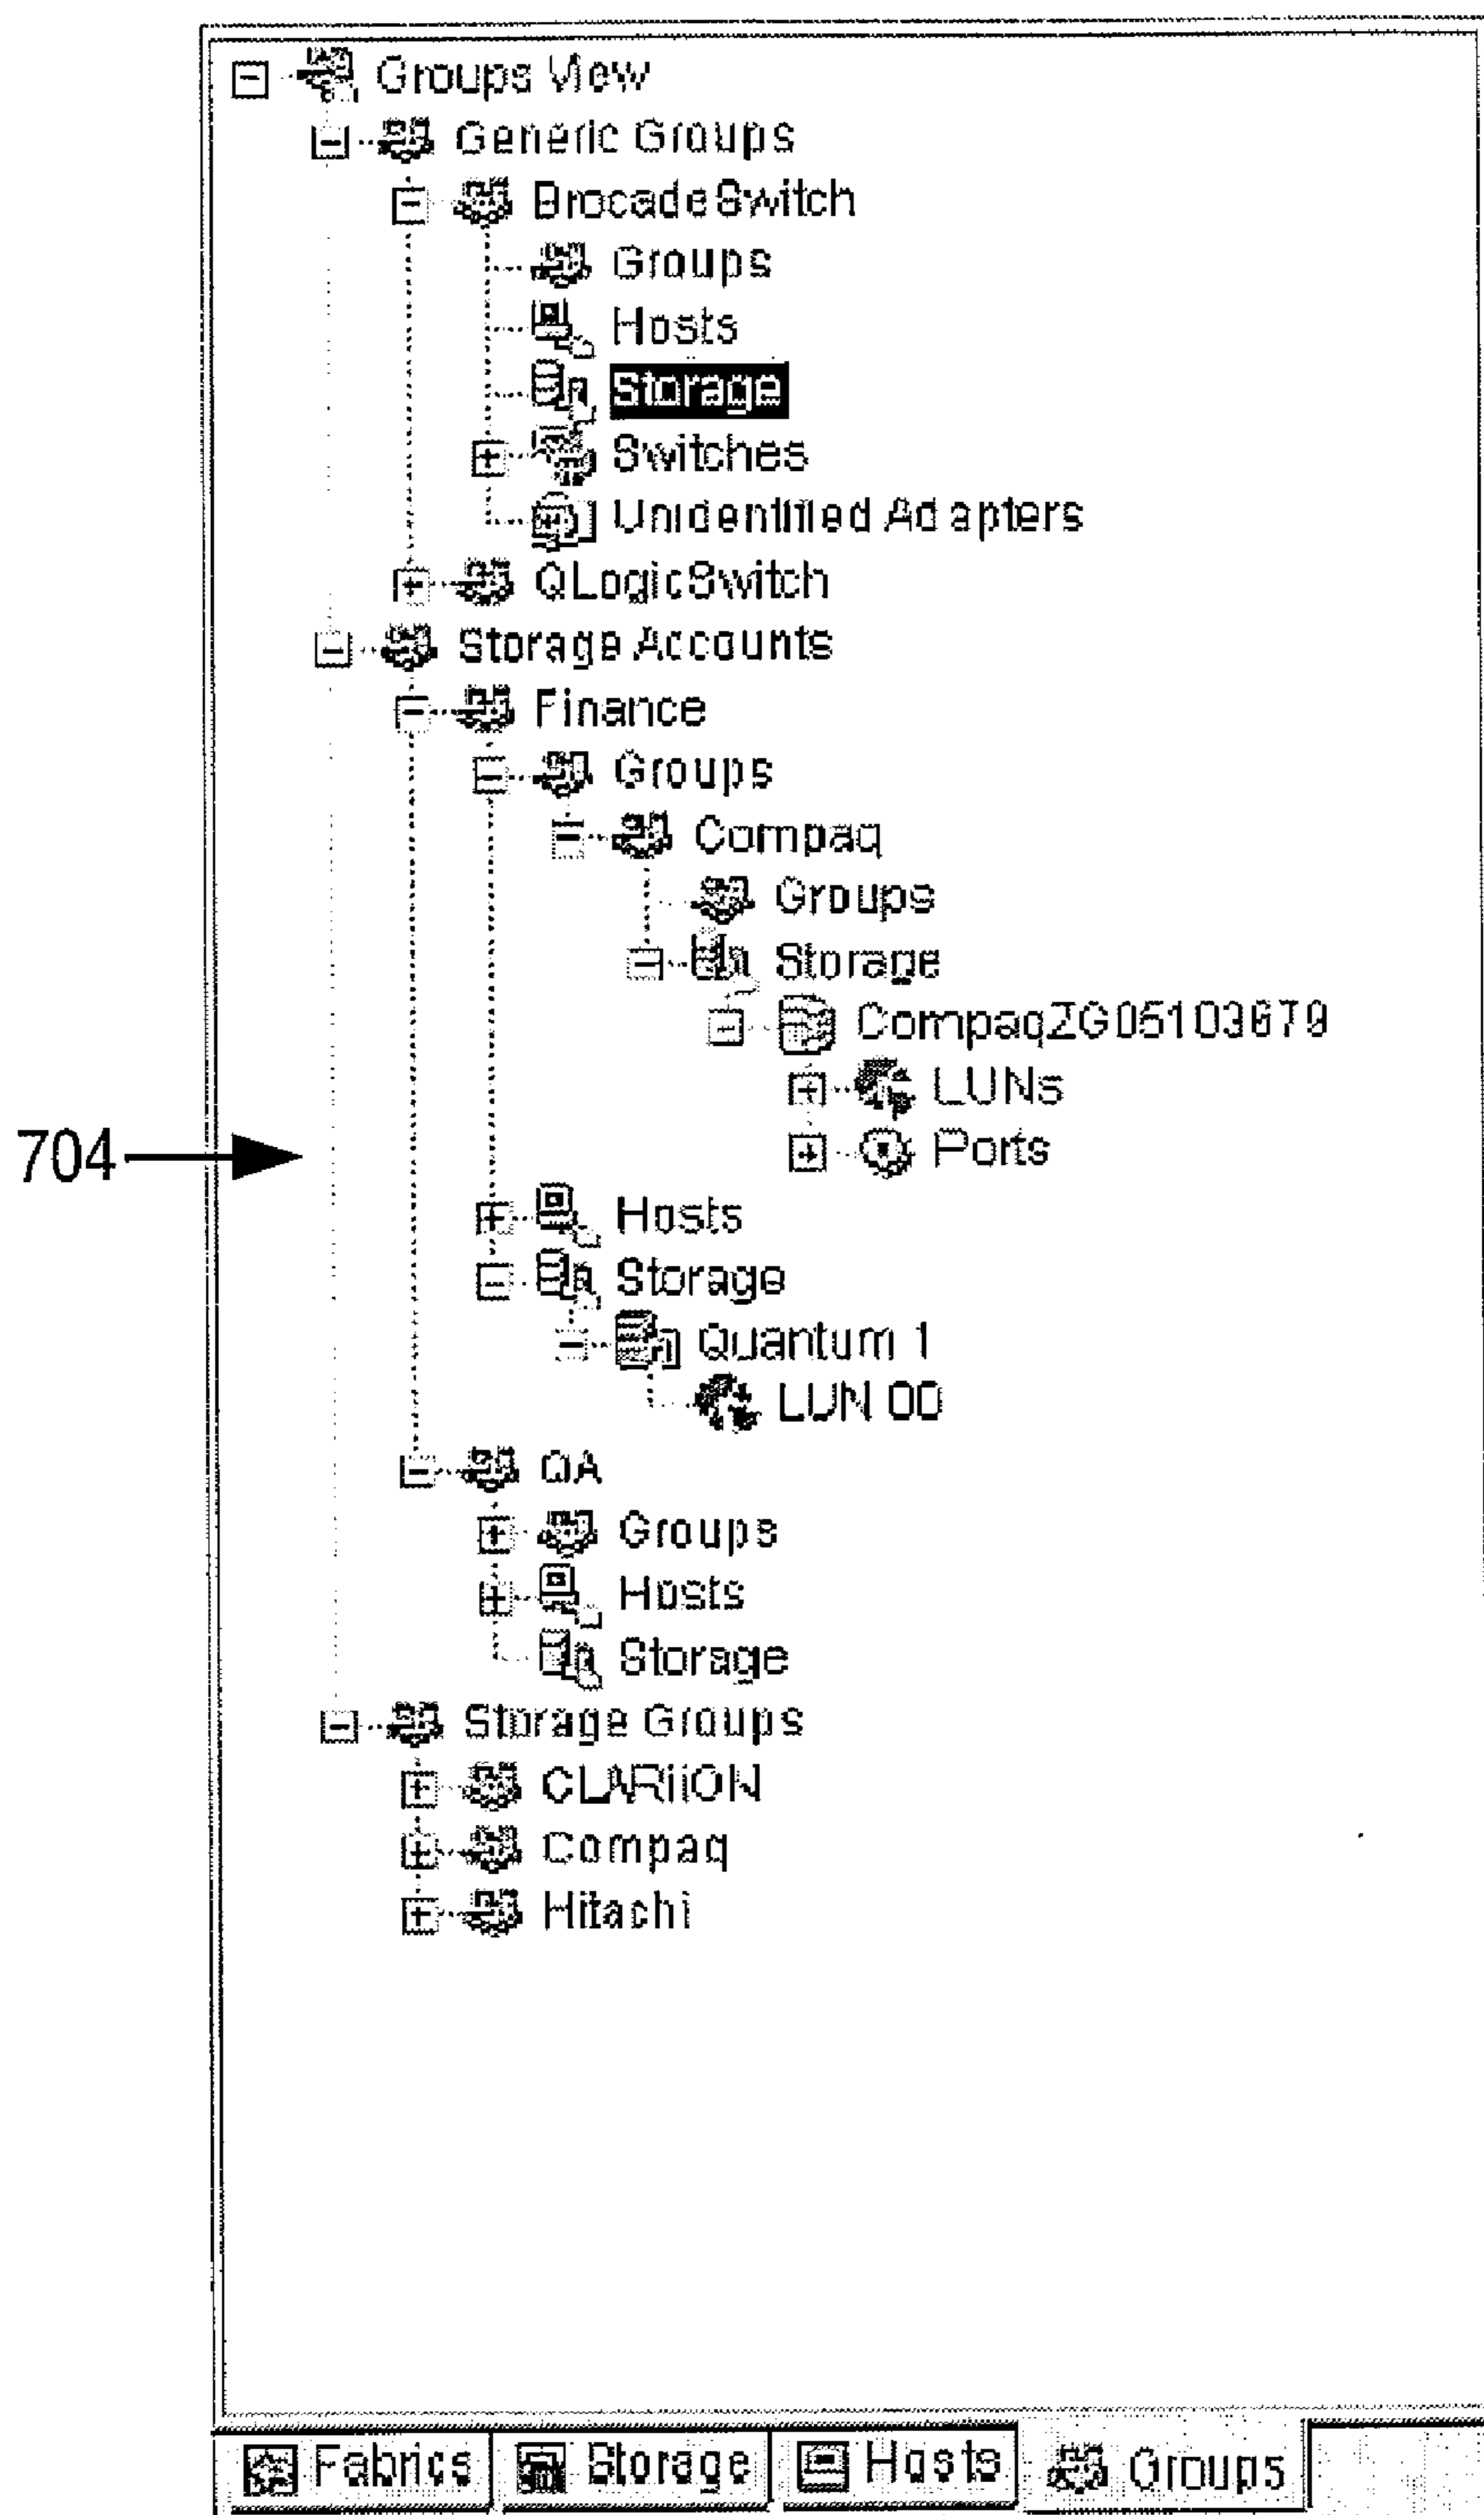 Groups View
Generic Groups
BrocadeSwitch
Groups
Hosts
Storage
Switches
Unidentified Adapters
QLogicSwitch
Storage Accounts
Finance
Groups
Compaq
Groups
Storage
CompaqZG05103679
LUNs
704
Ports
Hosts
Storage
Quantum 1
LUN 00
QA
Groups
Hosts
Storage
Storage Groups
CLARiiON
Compaq
Hitachi
Fabrics Storage Hosts Groups